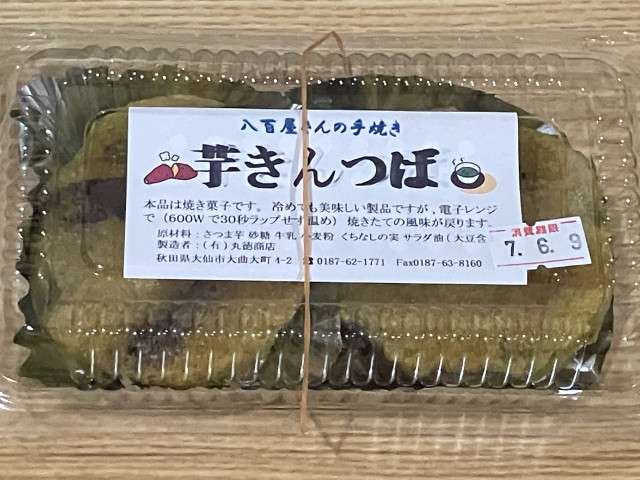 八百屋さんの手焼き
芋きんつば
本品は焼き菓子です。冷めても美味しい製品ですが,電子レンジ
で(600Wで30秒ラップせず温め)焼きたての風味が戻ります。
原材料:さつま芋 砂糖 牛乳 小麦粉 くちなしの実 サラダ油(大豆含
製造者:(有)丸徳商店
秋田県大仙市大曲大町4-2 ☎0187-62-1771 Fax0187-63-8160
消費期限
7. 6. 9